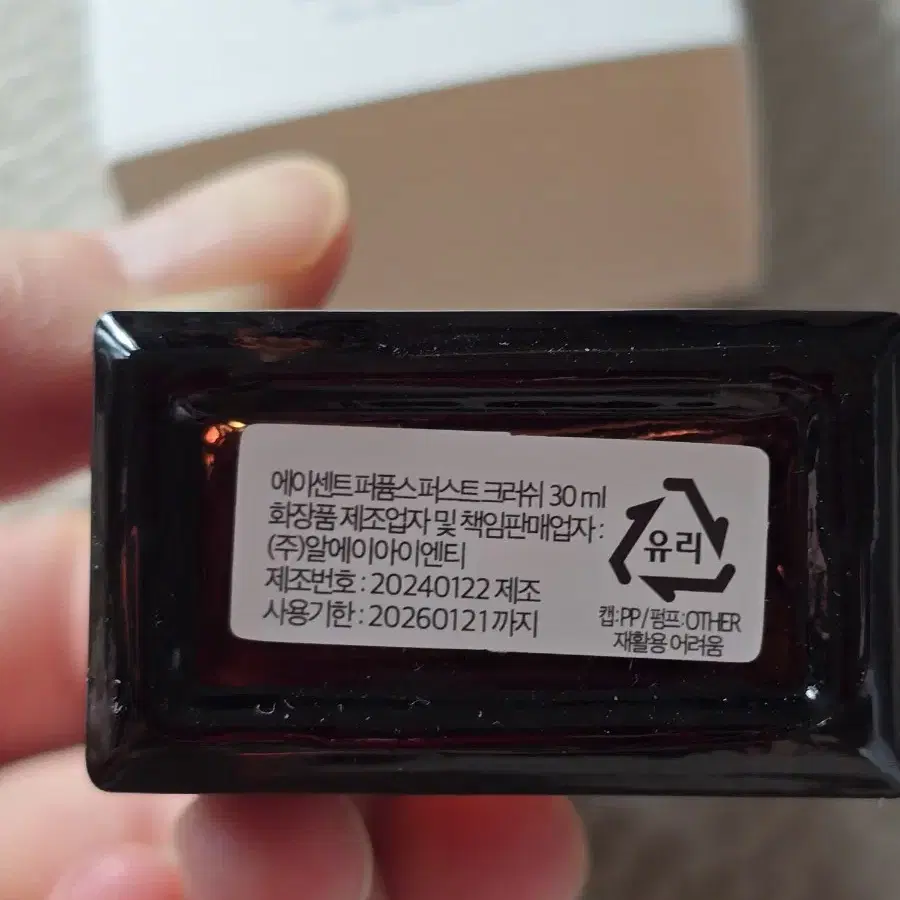 에이센트 퍼퓸스 퍼스트 크러쉬 30 ml
화장품 제조업자 및 책임판매업자 :
(주)알에이아이엔티
제조번호 : 20240122 제조
사용기한 : 20260121까지
유리
캡:PP / 펌프:OTHER
재활용 어려움